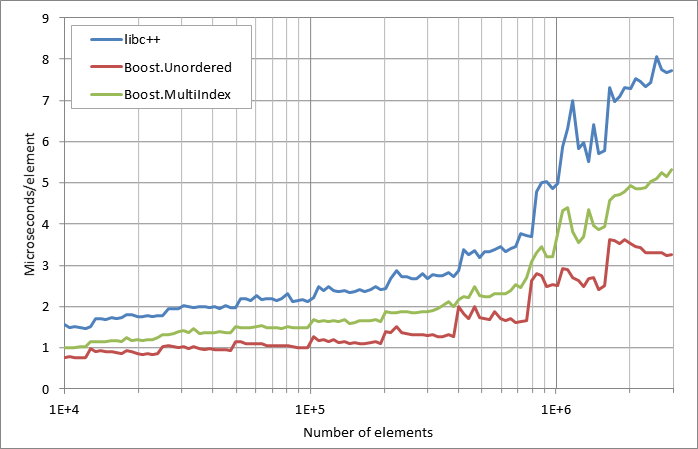 9
8
7
6
5
4
3
2
1
0
Microseconds/element
libc++
Boost.Unordered
Boost.MultiIndex
1E+4 1E+5 1E+6
Number of elements